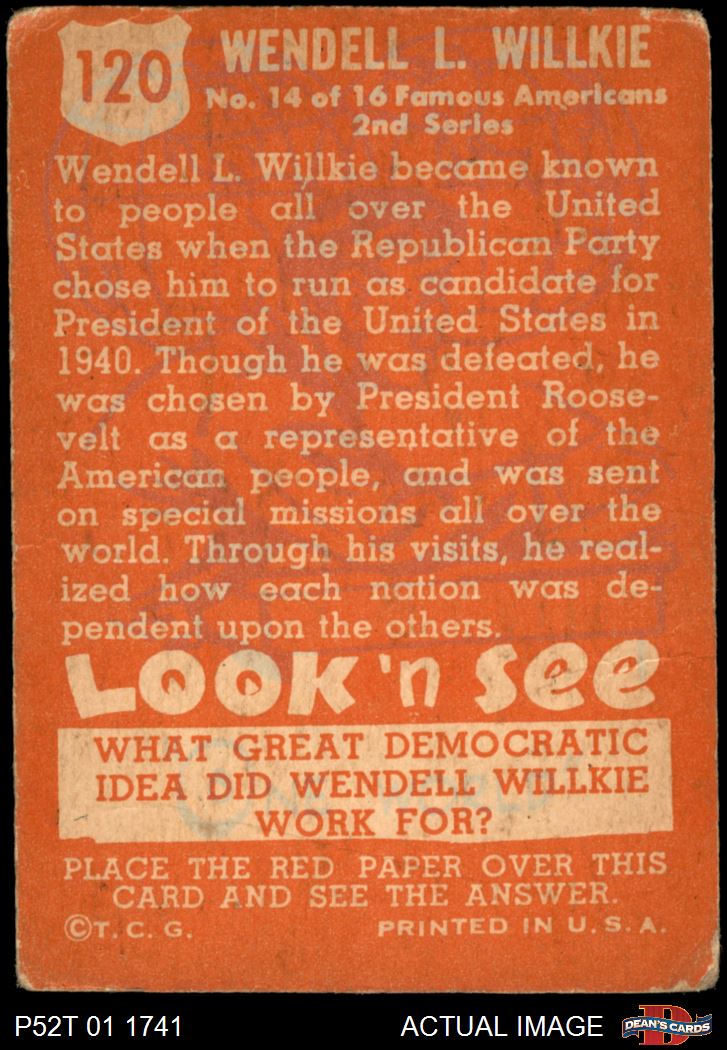 120
WENDELL L. WILLKIE
No. 14 of 16 Famous Americans
2nd Series
Wendell L. Willkie became known
to people all over the United
States when the Republican Party
chose him to run as candidate for
President of the United States in
1940. Though he was defeated, he
was chosen by President Roose-
velt as a representative of the
American people, and was sent
on special missions all over the
world. Through his visits, he real-
ized how each nation was de-
pendent upon the others.
LOOK 'n See
WHAT GREAT DEMOCRATIC
IDEA DID WENDELL WILLKIE
WORK FOR?
PLACE THE RED PAPER OVER THIS
CARD AND SEE THE ANSWER.
©T. C. G. PRINTED IN U. S. A.
P52T 01 1741 ACTUAL IMAGE
D
DEAN'S CARDS